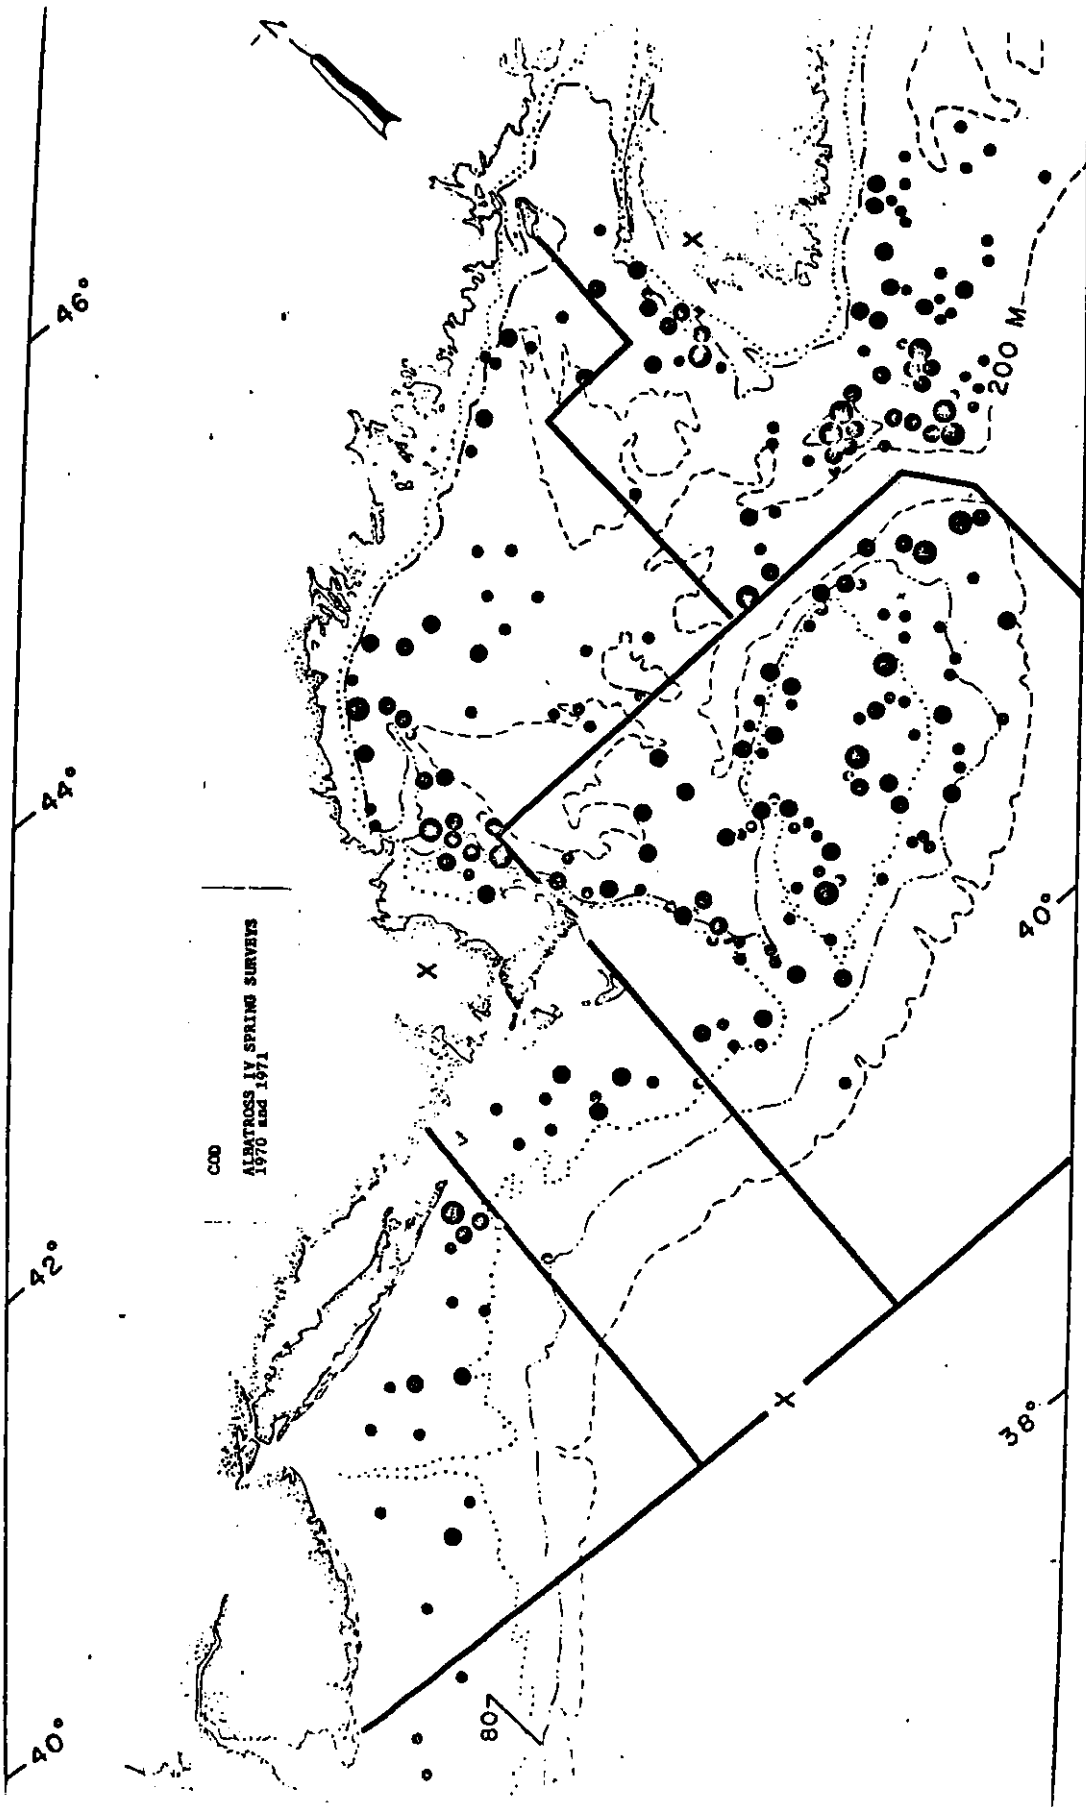 COD
ALBATROSS IV SPRING SURVEYS
1970 and 1971
46°
44°
42°
40°
40°
38°
200 M
80
X
X
X